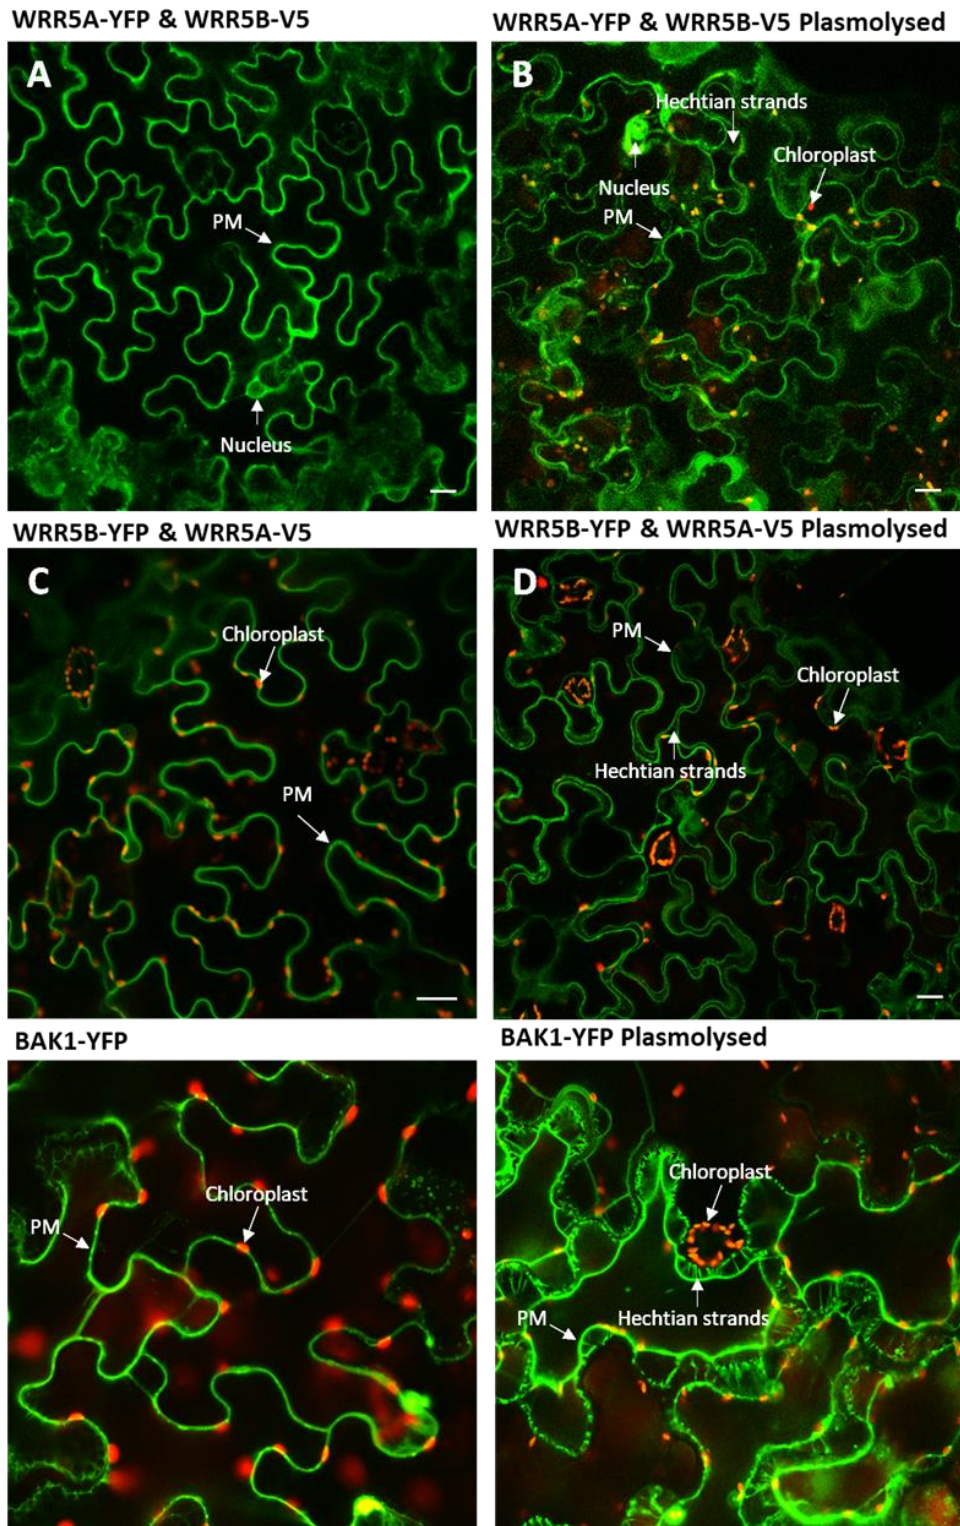 WRR5A-YFP & WRR5B-V5
WRR5A-YFP & WRR5B-V5 Plasmolysed
A
PM
Nucleus
B
Hechtian strands
Chloroplast
Nucleus
PM
WRR5B-YFP & WRR5A-V5
WRR5B-YFP & WRR5A-V5 Plasmolysed
C
Chloroplast
PM
D
PM
Chloroplast
Hechtian strands
BAK1-YFP
BAK1-YFP Plasmolysed
Chloroplast
PM
Chloroplast
Hechtian strands
PM